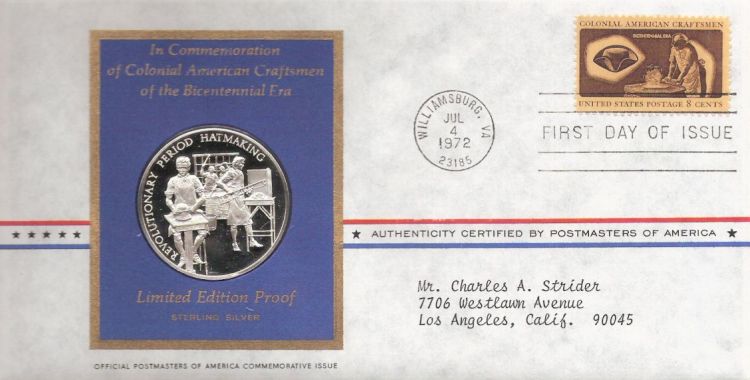 In Commemoration
of Colonial American Craftsmen
of the Bicentennial Era
REVOLUTIONARY PERIOD HATMAKING
Limited Edition Proof
STERLING SILVER
OFFICIAL POSTMASTERS OF AMERICA COMMEMORATIVE ISSUE
COLONIAL AMERICAN CRAFTSMEN
BICENTENNIAL ERA
UNITED STATES POSTAGE 8 CENTS
WILLIAMSBURG, VA
JUL
4
1972
23185
FIRST DAY OF ISSUE
★ ★ ★ ★ ★ ★ AUTHENTICITY CERTIFIED BY POSTMASTERS OF AMERICA ★
Mr. Charles A. Strider
7706 Westlawn Avenue
Los Angeles, Calif. 90045